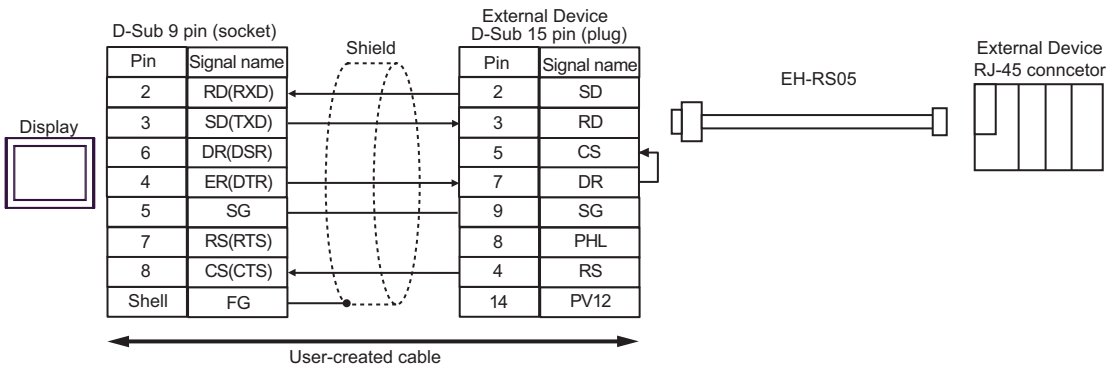 External Device
D-Sub 9 pin (socket)
D-Sub 15 pin (plug)
Shield
Pin Signal name
Pin Signal name
2 RD(RXD) 2 SD
3 SD(TXD) 3 RD
6 DR(DSR) 5 CS
4 ER(DTR) 7 DR
5 SG 9 SG
7 RS(RTS) 8 PHL
8 CS(CTS) 4 RS
Shell FG 14 PV12
Display
User-created cable
EH-RS05
External Device
RJ-45 conncetor